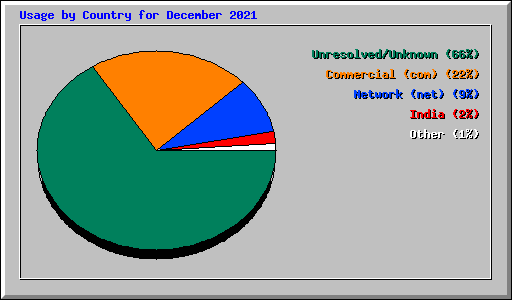 Usage by Country for December 2021
Unresolved/Unknown (66%)
Commercial (com) (22%)
Network (net) (9%)
India (2%)
Other (1%)